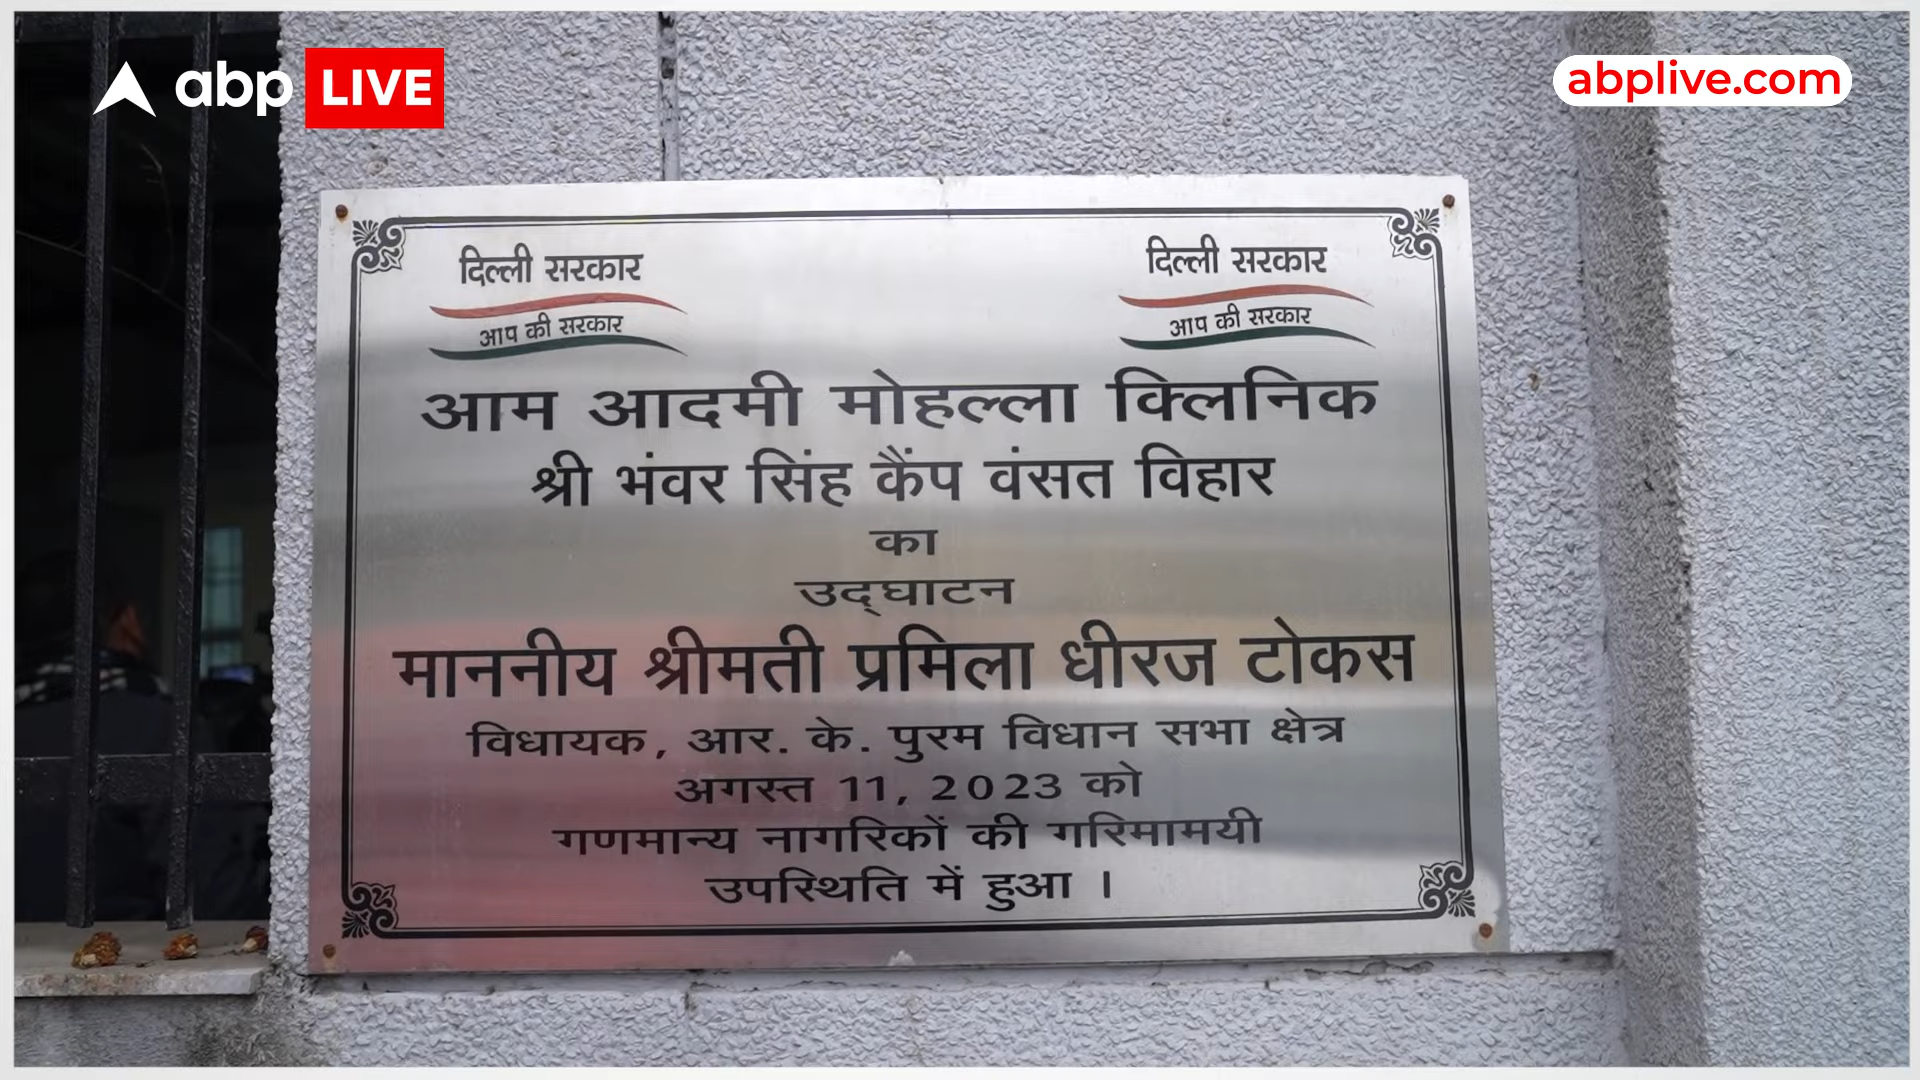 abp LIVE
abplive.com
दिल्ली सरकार
आप की सरकार
दिल्ली सरकार
आप की सरकार
आम आदमी मोहल्ला क्लिनिक
श्री भंवर सिंह कैंप वंसत विहार
का
उद्‌घाटन
माननीय श्रीमती प्रमिला धीरज टोकस
विधायक, आर. के. पुरम विधान सभा क्षेत्र
अगस्त 11, 2023 को
गणमान्य नागरिकों की गरिमामयी
उपस्थिति में हुआ ।